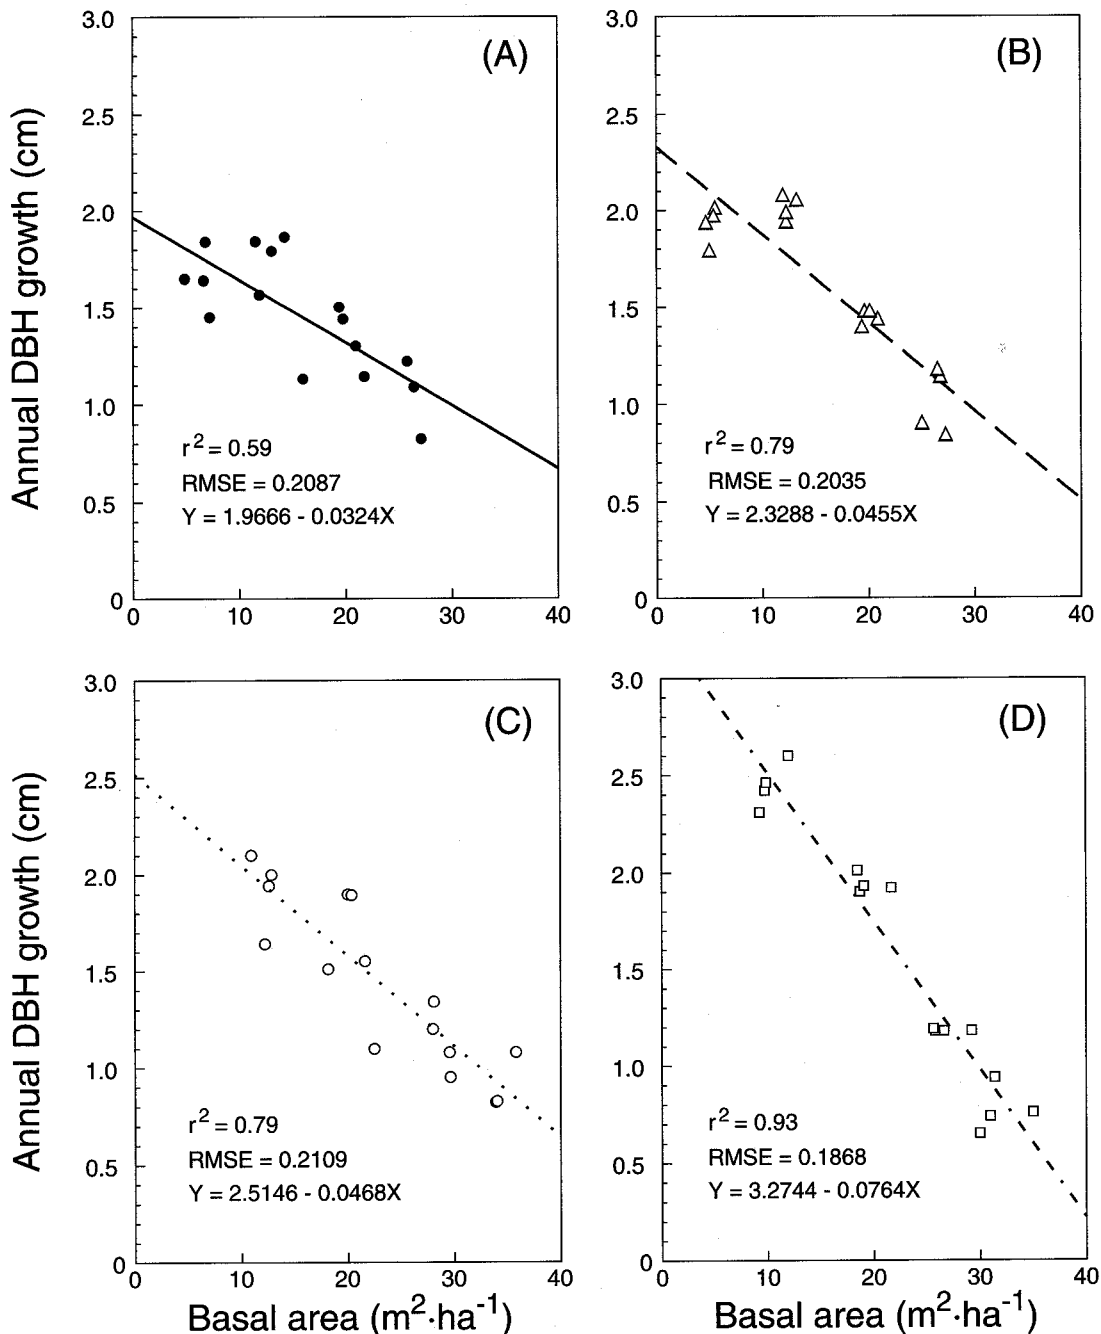 3.0
2.5
2.0
1.5
1.0
0.5
0
Annual DBH growth (cm)
(A)
r² = 0.59
RMSE = 0.2087
Y = 1.9666 - 0.0324X
0 10 20 30 40
3.0
2.5
2.0
1.5
1.0
0.5
0
(B)
r² = 0.79
RMSE = 0.2035
Y = 2.3288 - 0.0455X
0 10 20 30 40
3.0
2.5
2.0
1.5
1.0
0.5
0
Annual DBH growth (cm)
(C)
r² = 0.79
RMSE = 0.2109
Y = 2.5146 - 0.0468X
0 10 20 30 40
Basal area (m²·ha⁻¹)
3.0
2.5
2.0
1.5
1.0
0.5
0
(D)
r² = 0.93
RMSE = 0.1868
Y = 3.2744 - 0.0764X
0 10 20 30 40
Basal area (m²·ha⁻¹)